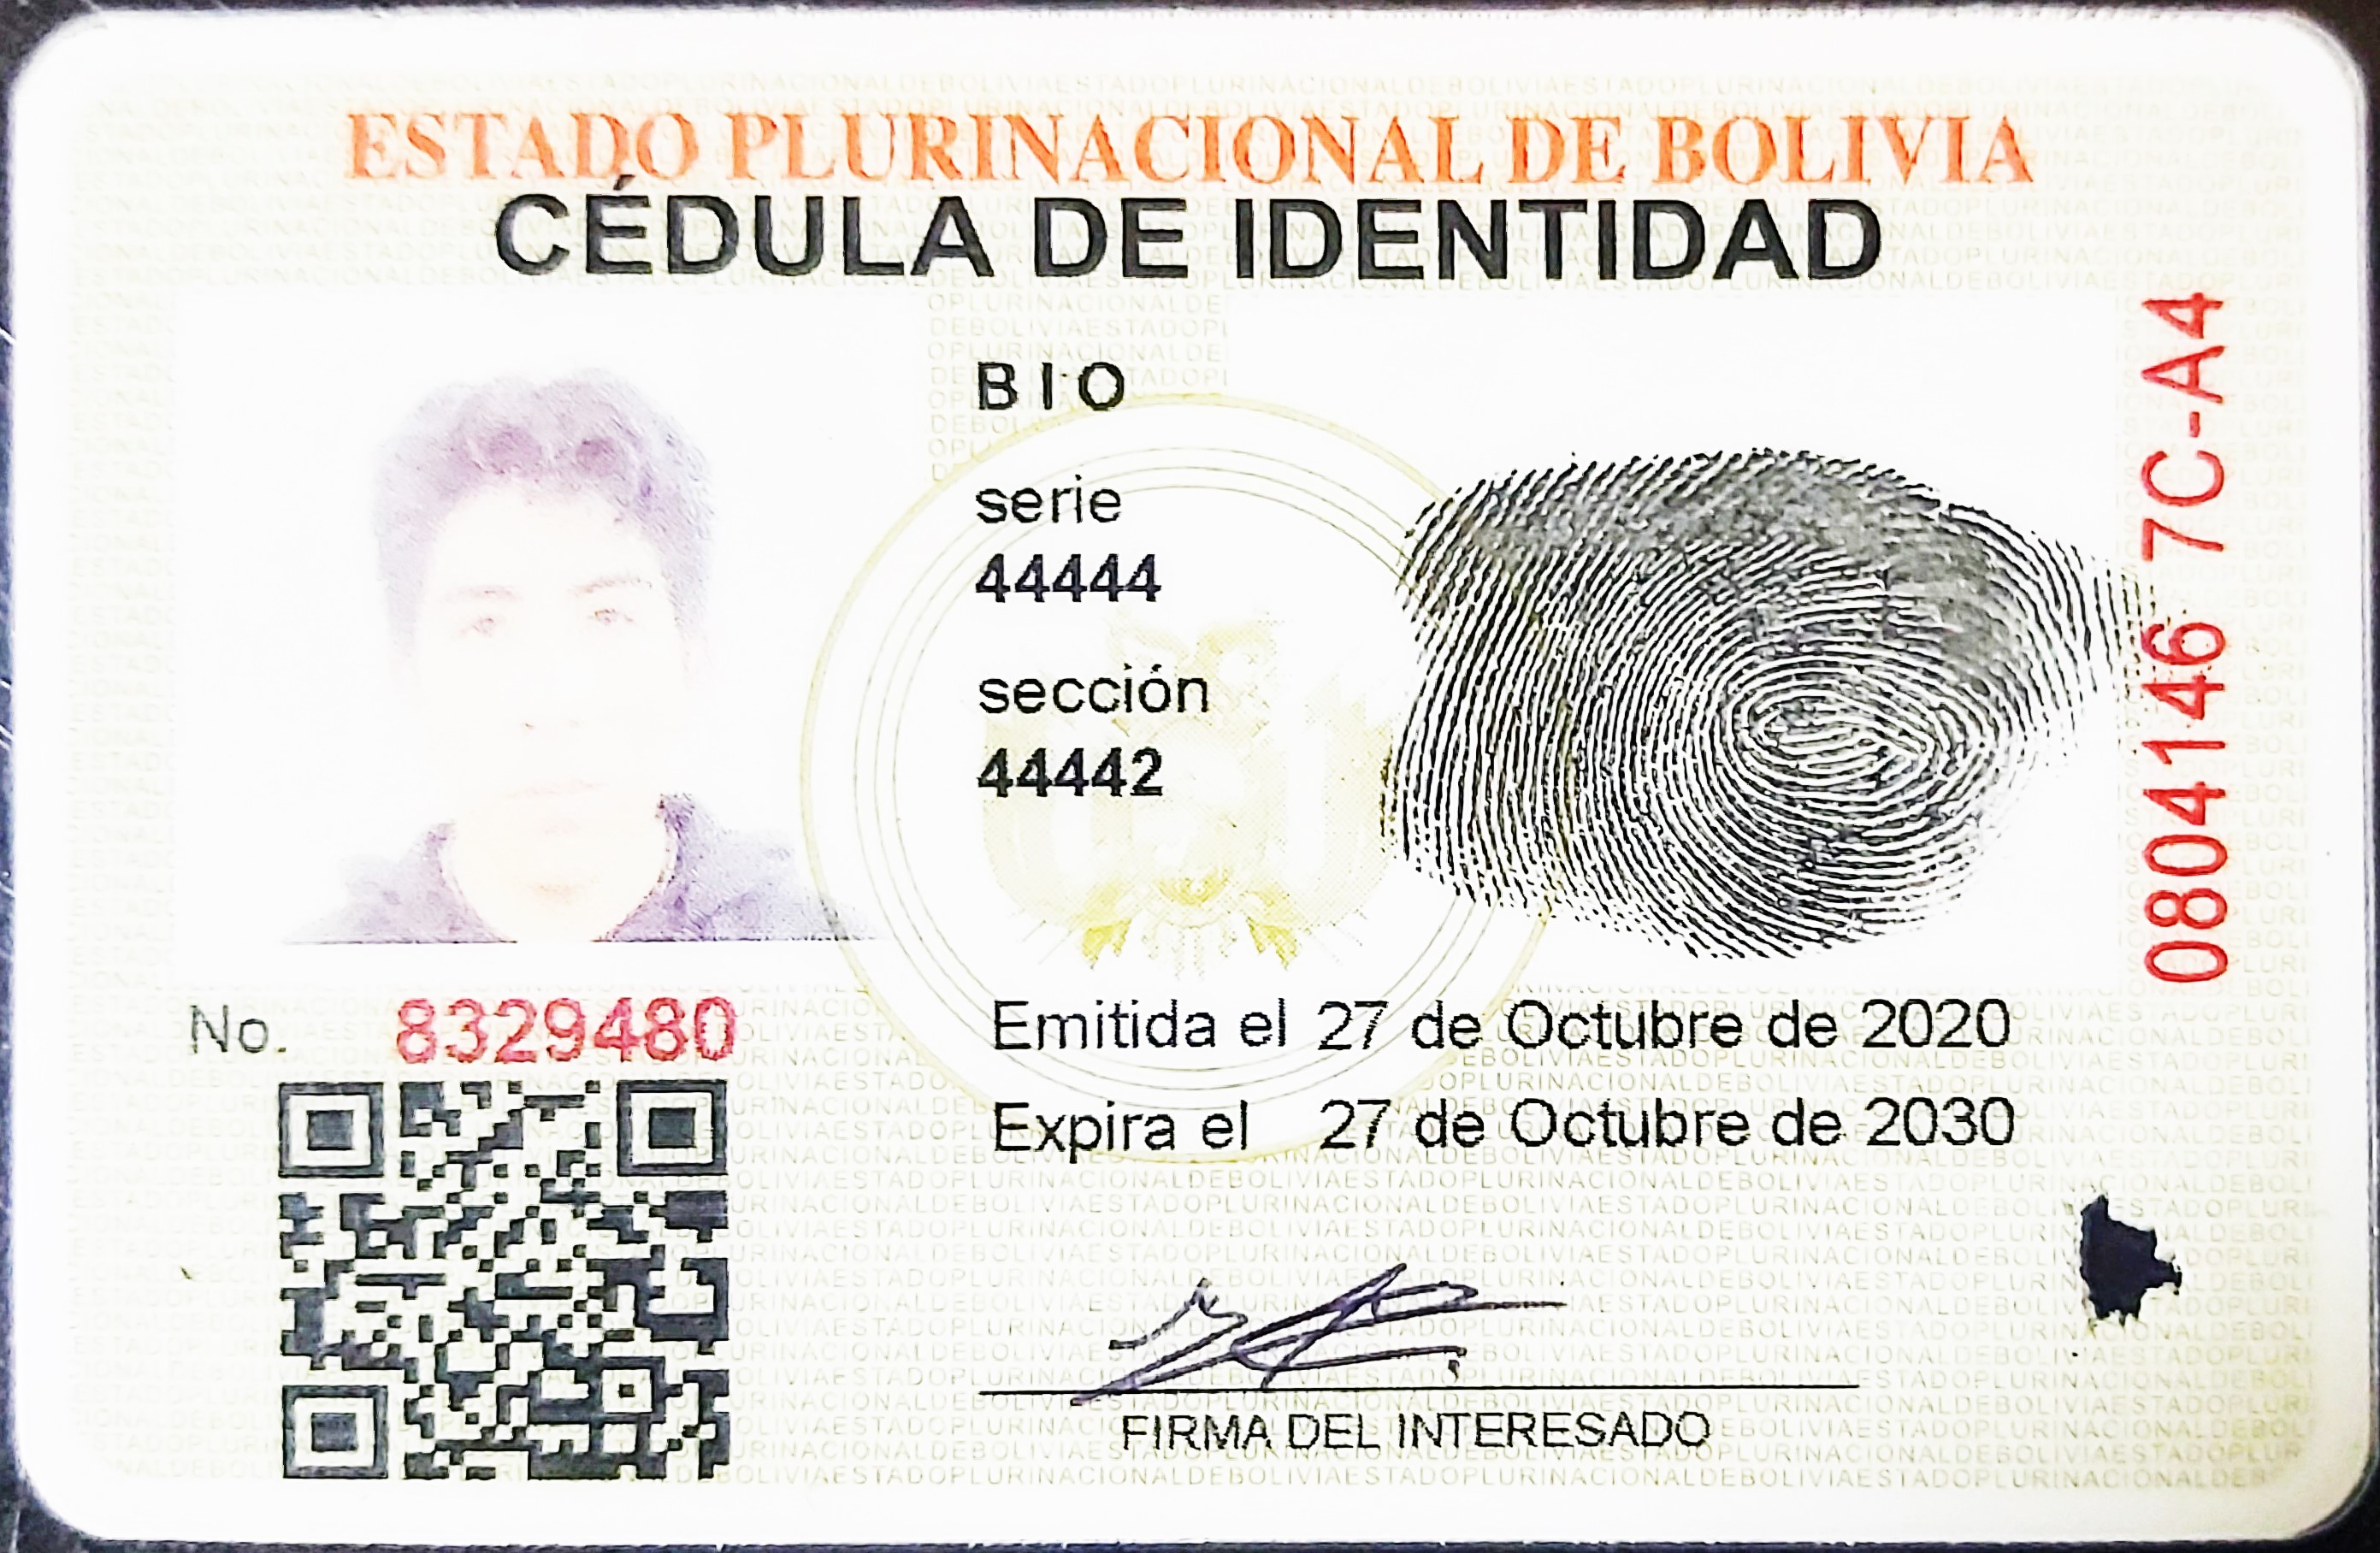 ESTADO PLURINACIONAL DE BOLIVIA
CÉDULA DE IDENTIDAD
BIO
serie
44444
sección
44442
0804146 7C-A4
No. 8329480
Emitida el 27 de Octubre de 2020
Expira el 27 de Octubre de 2030
FIRMA DEL INTERESADO